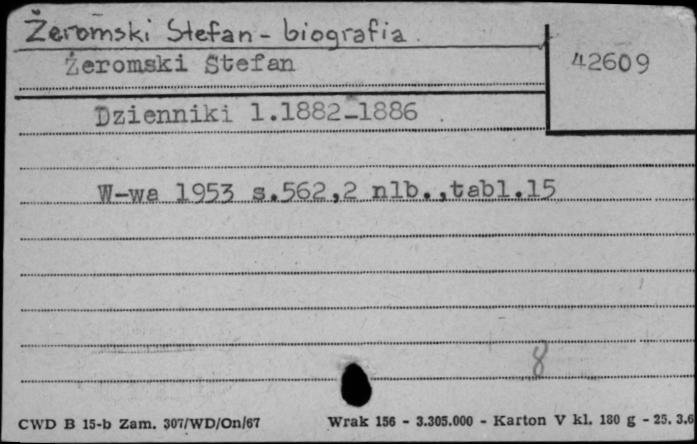 Żeromski Stefan - biografia.
Żeromski Stefan
42609
Dzienniki 1.1882-1886 .
W-wa 1953 s.562,2 nlb.,tabl.15
8
CWD B 15-b Zam. 307/WD/On/67 Wrak 156 - 3.305.000 - Karton V kl. 180 g - 25. 3.6